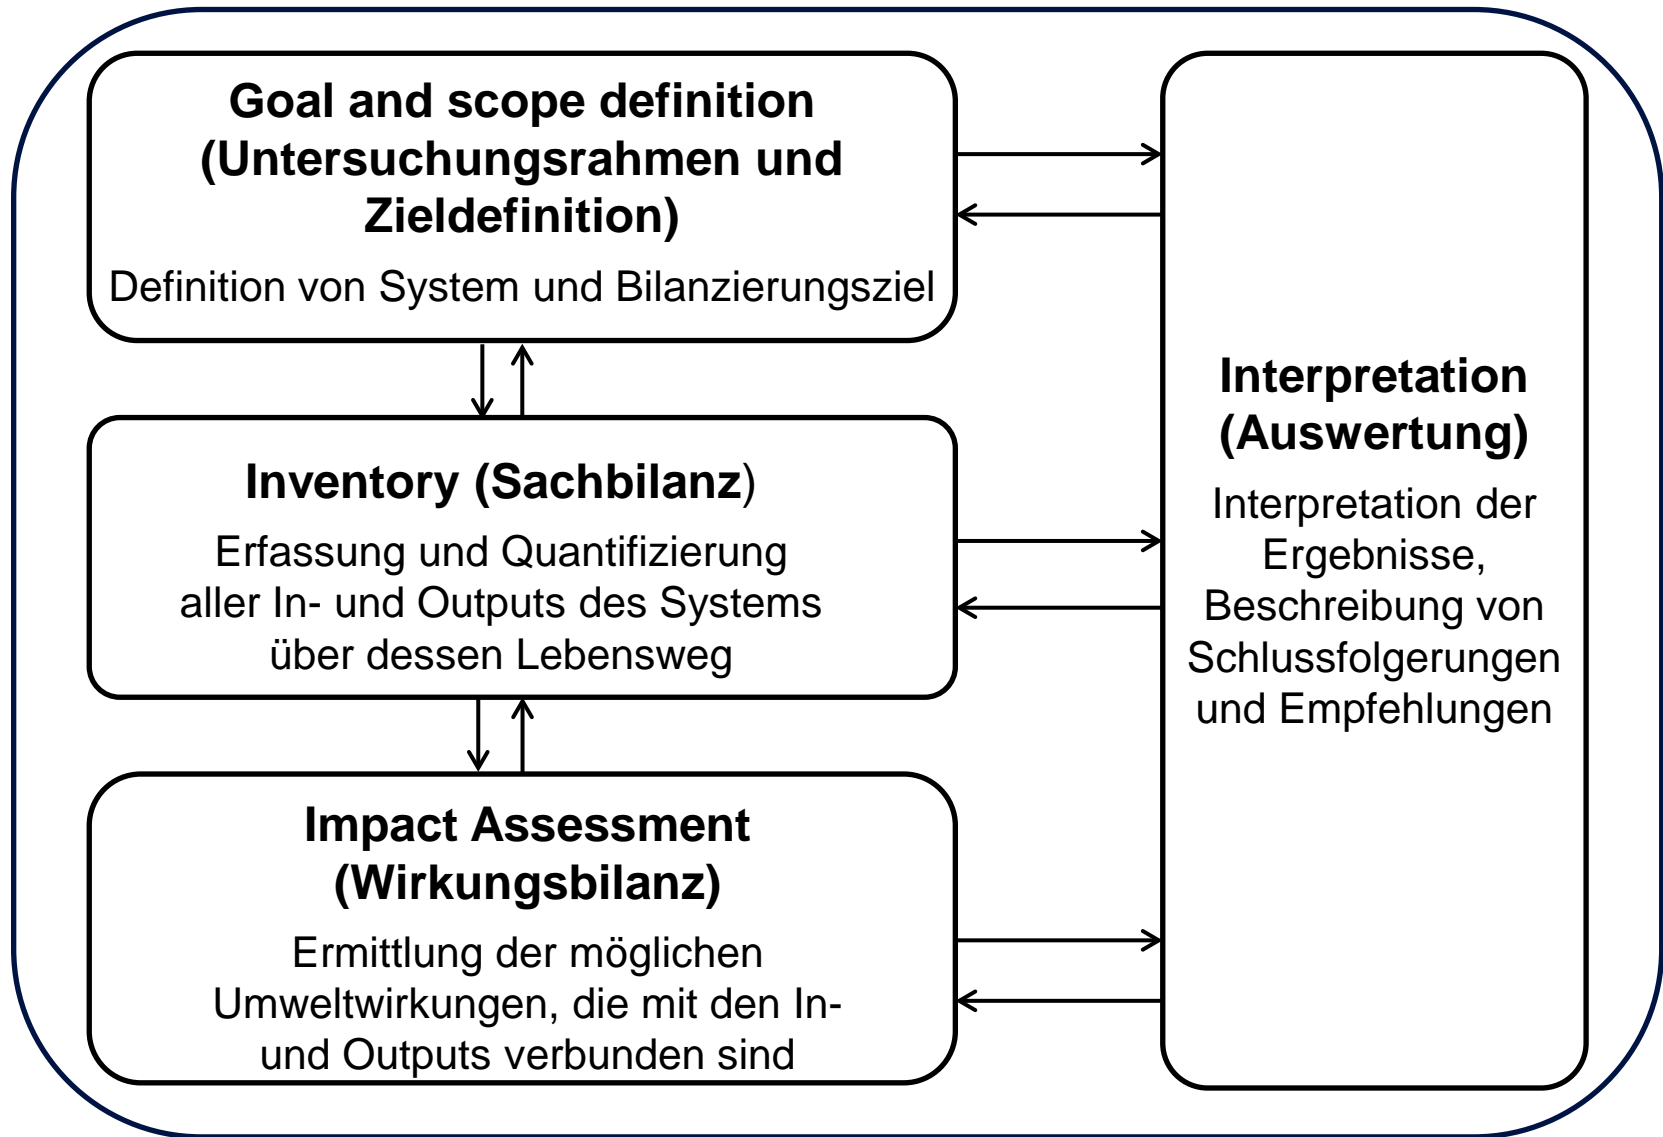 Goal and scope definition
(Untersuchungsrahmen und
Zieldefinition)
Definition von System und Bilanzierungsziel
Inventory (Sachbilanz)
Erfassung und Quantifizierung
aller In- und Outputs des Systems
über dessen Lebensweg
Impact Assessment
(Wirkungsbilanz)
Ermittlung der möglichen
Umweltwirkungen, die mit den In-
und Outputs verbunden sind
Interpretation
(Auswertung)
Interpretation der
Ergebnisse,
Beschreibung von
Schlussfolgerungen
und Empfehlungen